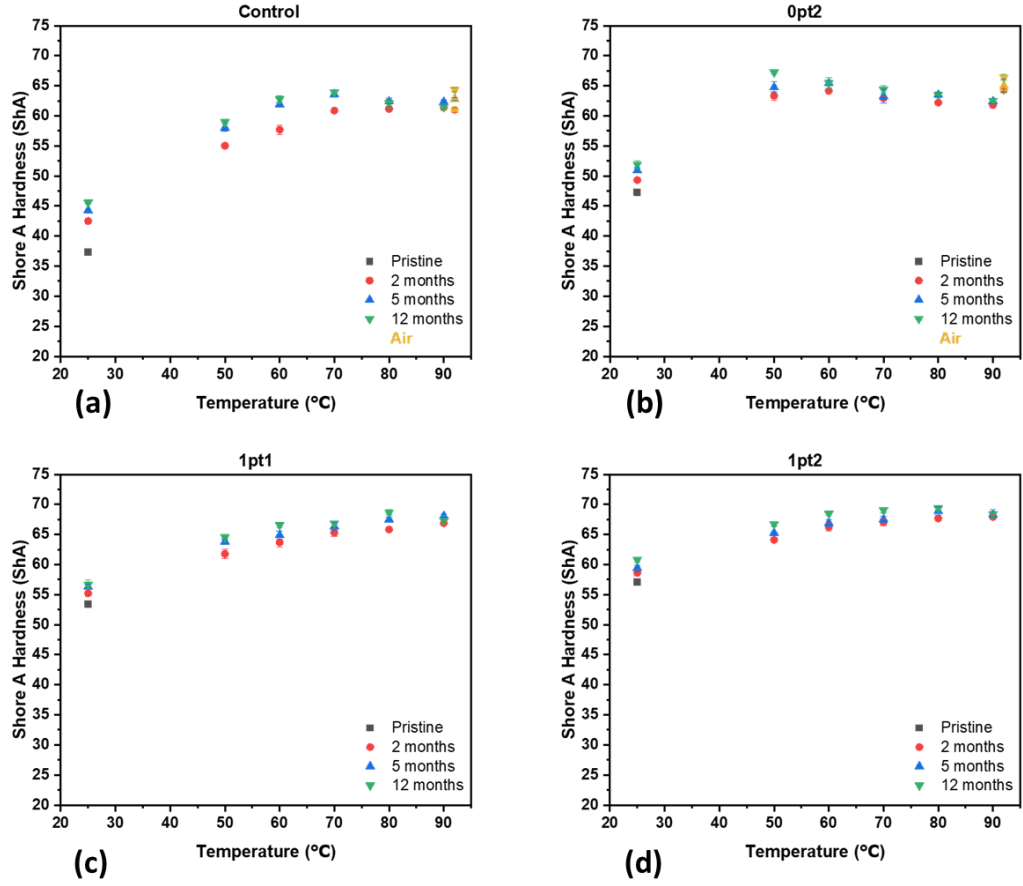 Control
75
70
65
60
55
50
45
40
35
30
25
20
Shore A Hardness (ShA)
Pristine
2 months
5 months
12 months
Air
20 30 40 50 60 70 80 90
Temperature (°C)
(a)
0pt2
75
70
65
60
55
50
45
40
35
30
25
20
Shore A Hardness (ShA)
Pristine
2 months
5 months
12 months
Air
20 30 40 50 60 70 80 90
Temperature (°C)
(b)
1pt1
75
70
65
60
55
50
45
40
35
30
25
20
Shore A Hardness (ShA)
Pristine
2 months
5 months
12 months
20 30 40 50 60 70 80 90
Temperature (°C)
(c)
1pt2
75
70
65
60
55
50
45
40
35
30
25
20
Shore A Hardness (ShA)
Pristine
2 months
5 months
12 months
20 30 40 50 60 70 80 90
Temperature (°C)
(d)